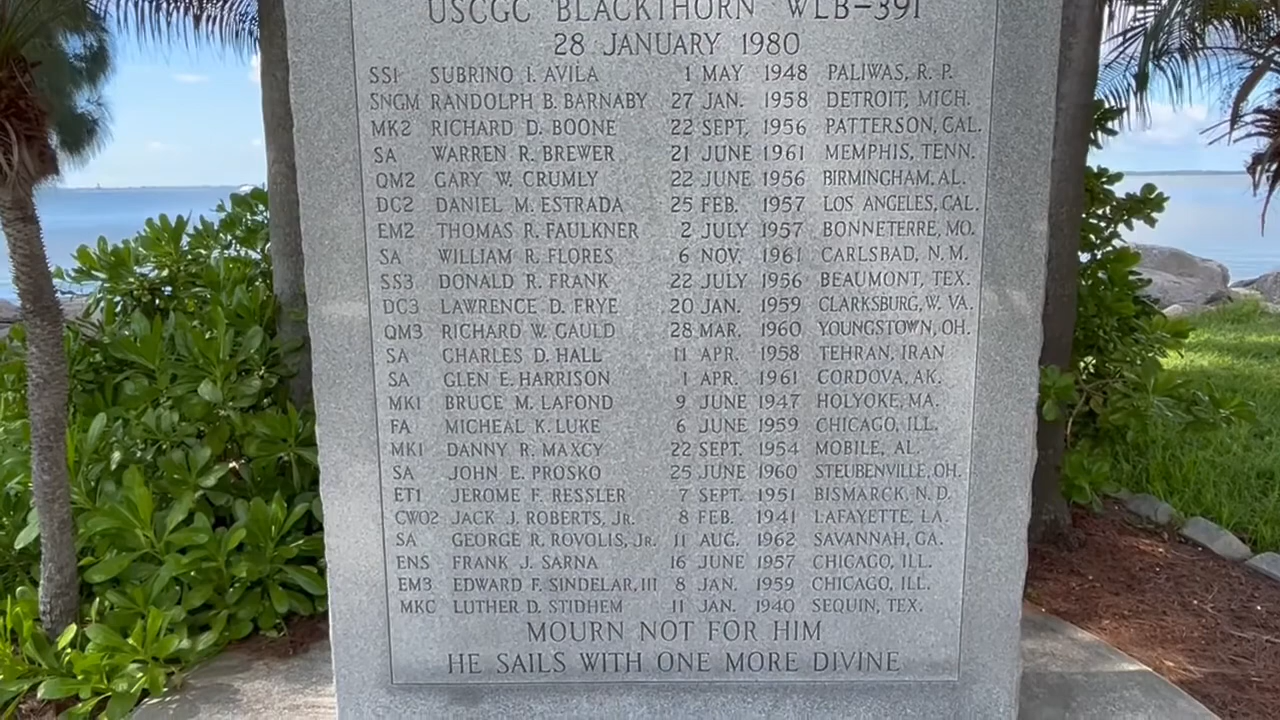 USCGC BLACKTHORN WLB-391
28 JANUARY 1980
SS1 SUBRINO I. AVILA 1 MAY 1948 PALIWAS, R. P.
SNGM RANDOLPH B. BARNABY 27 JAN. 1958 DETROIT, MICH.
MK2 RICHARD D. BOONE 22 SEPT. 1956 PATTERSON, CAL.
SA WARREN R. BREWER 21 JUNE 1961 MEMPHIS, TENN.
QM2 GARY W. CRUMLY 22 JUNE 1956 BIRMINGHAM, AL.
DC2 DANIEL M. ESTRADA 25 FEB. 1957 LOS ANGELES, CAL.
EM2 THOMAS R. FAULKNER 2 JULY 1957 BONNETERRE, MO.
SA WILLIAM R. FLORES 6 NOV. 1961 CARLSBAD, N. M.
SS3 DONALD R. FRANK 22 JULY 1956 BEAUMONT, TEX.
DC3 LAWRENCE D. FRYE 20 JAN. 1959 CLARKSBURG, W. VA.
QM3 RICHARD W. GAULD 28 MAR. 1960 YOUNGSTOWN, OH.
SA CHARLES D. HALL 11 APR. 1958 TEHRAN, IRAN
SA GLEN E. HARRISON 1 APR. 1961 CORDOVA, AK.
MK1 BRUCE M. LAFOND 9 JUNE 1947 HOLYOKE, MA.
FA MICHEAL K. LUKE 6 JUNE 1959 CHICAGO, ILL.
MK1 DANNY R. MAXCY 22 SEPT. 1954 MOBILE, AL.
SA JOHN E. PROSKO 25 JUNE 1960 STEUBENVILLE, OH.
ET1 JEROME F. RESSLER 7 SEPT. 1951 BISMARCK, N. D.
CWO2 JACK J. ROBERTS, Jr. 8 FEB. 1941 LAFAYETTE, LA.
SA GEORGE R. ROVOLIS, Jr. 11 AUG. 1962 SAVANNAH, GA.
ENS FRANK J. SARNA 16 JUNE 1957 CHICAGO, ILL.
EM3 EDWARD F. SINDELAR, III 8 JAN. 1959 CHICAGO, ILL.
MKC LUTHER D. STIDHEM 11 JAN. 1940 SEQUIN, TEX.
MOURN NOT FOR HIM
HE SAILS WITH ONE MORE DIVINE